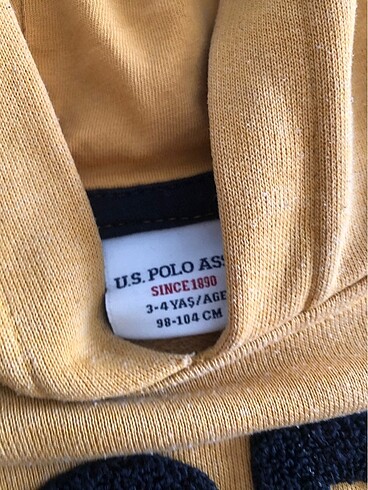 U.S. POLO ASS
SINCE 1890
3-4 YAŞ/AGE
98-104 CM